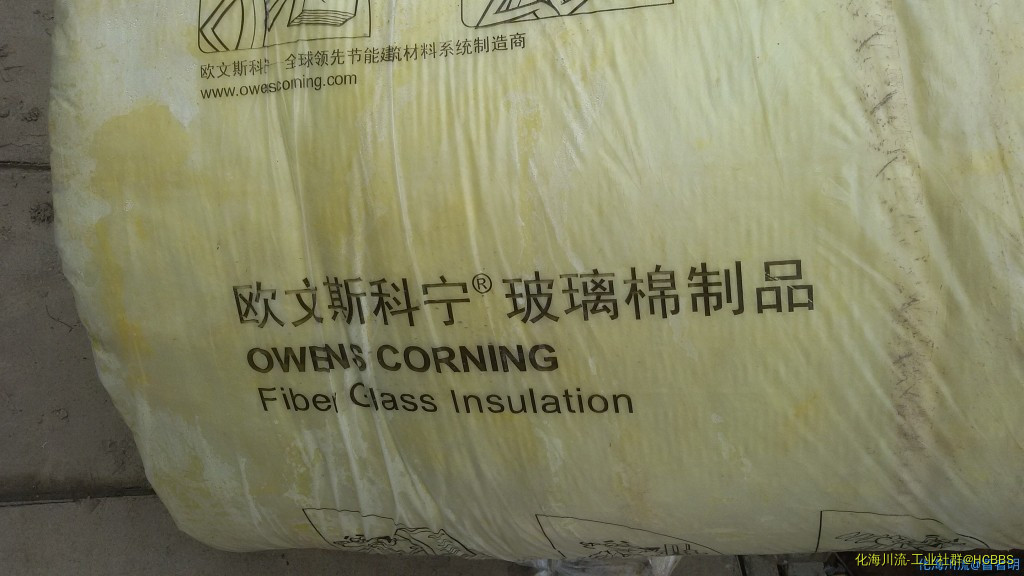 欧文斯科 全球领先节能建筑材料系统制造商
www.owescorning.com
欧文斯科宁® 玻璃棉制品
OWENS CORNING
Fiber Glass Insulation
化海川流-工业社群@HCBBS